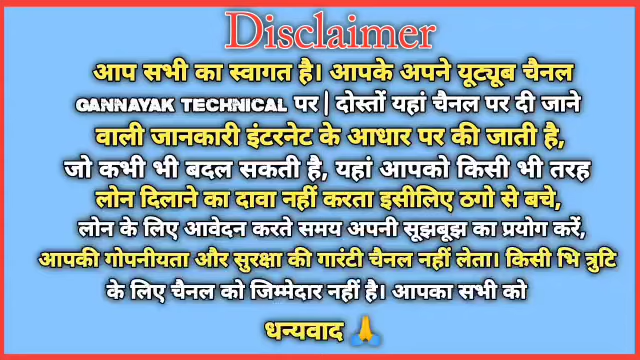 Disclaimer
आप सभी का स्वागत है। आपके अपने यूट्यूब चैनल
GANNAYAK TECHNICAL पर | दोस्तों यहां चैनल पर दी जाने
वाली जानकारी इंटरनेट के आधार पर की जाती है,
जो कभी भी बदल सकती है, यहां आपको किसी भी तरह
लोन दिलाने का दावा नहीं करता इसीलिए ठगो से बचे,
लोन के लिए आवेदन करते समय अपनी सूझबूझ का प्रयोग करें,
आपकी गोपनीयता और सुरक्षा की गारंटी चैनल नहीं लेता। किसी भि त्रुटि
के लिए चैनल को जिम्मेदार नहीं है। आपका सभी को
धन्यवाद 🙏